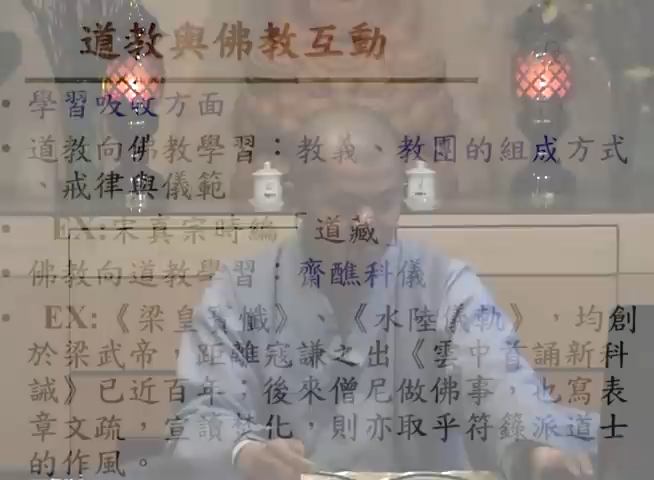 道教與佛教互動
• 學習吸收方面
• 道教向佛教學習：教義、教團的組成方式
、戒律與儀範
• EX:宋真宗時編「道藏」
• 佛教向道教學習：齋醮科儀
• EX:《梁皇寶懺》、《水陸儀軌》，均創
於梁武帝，距離寇謙之出《雲中音誦新科
誡》已近百年；後來僧尼做佛事，也寫表
章文疏，宣讀焚化，則亦取乎符籙派道士
的作風。